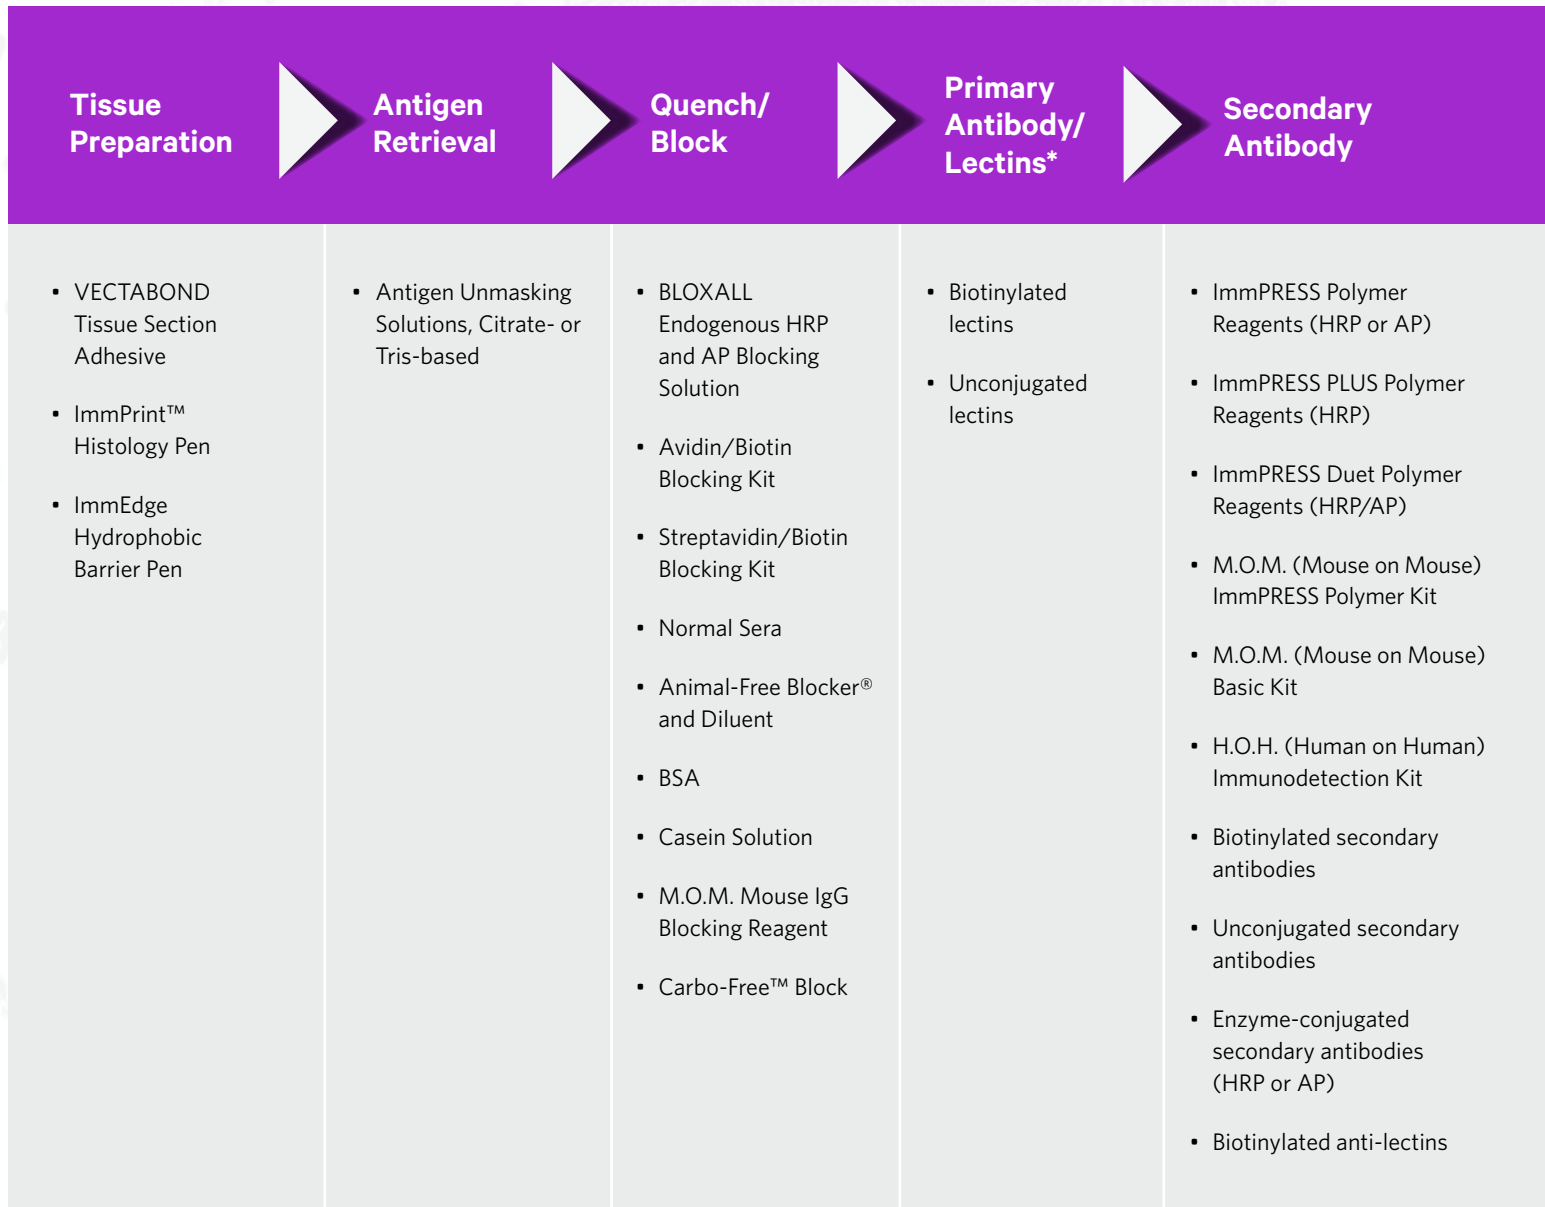 Tissue
Preparation
Antigen
Retrieval
Quench/
Block
Primary
Antibody/
Lectins*
Secondary
Antibody
• VECTABOND
Tissue Section
Adhesive
• ImmPrint™
Histology Pen
• ImmEdge
Hydrophobic
Barrier Pen
• Antigen Unmasking
Solutions, Citrate- or
Tris-based
• BLOXALL
Endogenous HRP
and AP Blocking
Solution
• Avidin/Biotin
Blocking Kit
• Streptavidin/Biotin
Blocking Kit
• Normal Sera
• Animal-Free Blocker®
and Diluent
• BSA
• Casein Solution
• M.O.M. Mouse IgG
Blocking Reagent
• Carbo-Free™ Block
• Biotinylated
lectins
• Unconjugated
lectins
• ImmPRESS Polymer
Reagents (HRP or AP)
• ImmPRESS PLUS Polymer
Reagents (HRP)
• ImmPRESS Duet Polymer
Reagents (HRP/AP)
• M.O.M. (Mouse on Mouse)
ImmPRESS Polymer Kit
• M.O.M. (Mouse on Mouse)
Basic Kit
• H.O.H. (Human on Human)
Immunodetection Kit
• Biotinylated secondary
antibodies
• Unconjugated secondary
antibodies
• Enzyme-conjugated
secondary antibodies
(HRP or AP)
• Biotinylated anti-lectins